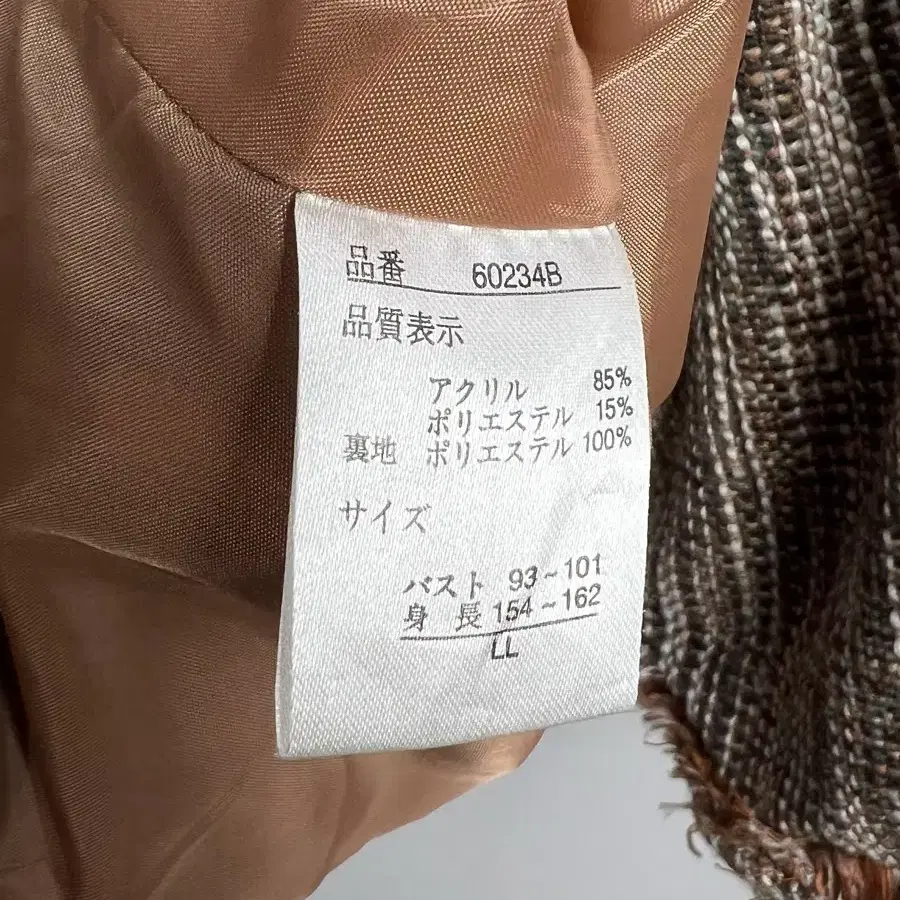 品番 60234B
品質表示
アクリル 85%
ポリエステル 15%
裏地 ポリエステル 100%
サイズ
バスト 93~101
身長 154~162
LL